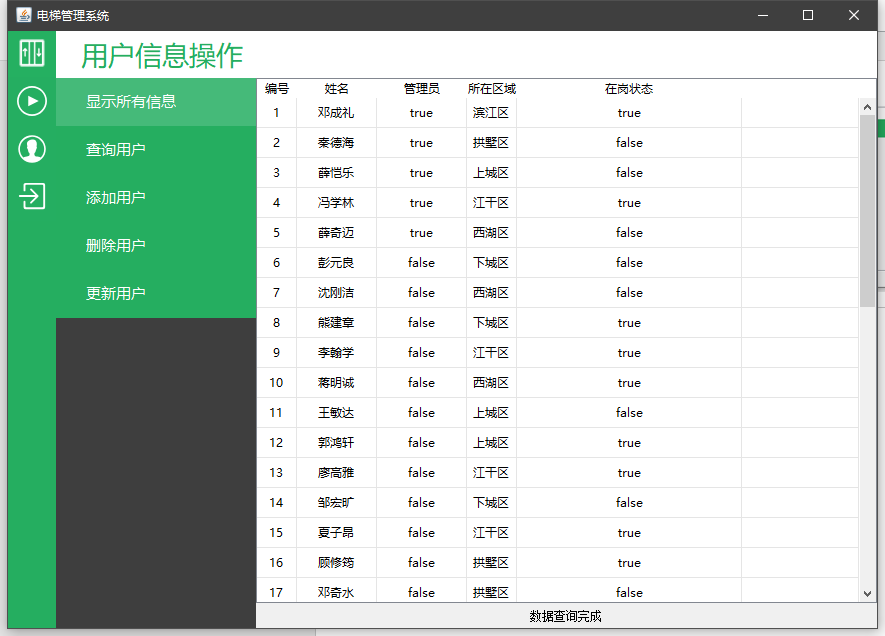 电梯管理系统
用户信息操作
显示所有信息
查询用户
添加用户
删除用户
更新用户
编号 姓名 管理员 所在区域 在岗状态
1 邓成礼 true 滨江区 true
2 秦德海 true 拱墅区 false
3 薛恺乐 true 上城区 false
4 冯学林 true 江干区 true
5 薛奇迈 true 西湖区 false
6 彭元良 false 下城区 false
7 沈刚洁 false 西湖区 false
8 熊建章 false 下城区 true
9 李翰学 false 江干区 true
10 蒋明诚 false 西湖区 true
11 王敏达 false 上城区 false
12 郭鸿轩 false 上城区 true
13 廖高雅 false 江干区 true
14 邹宏旷 false 下城区 false
15 夏子昂 false 江干区 true
16 顾修筠 false 拱墅区 true
17 邓奇水 false 拱墅区 false
数据查询完成